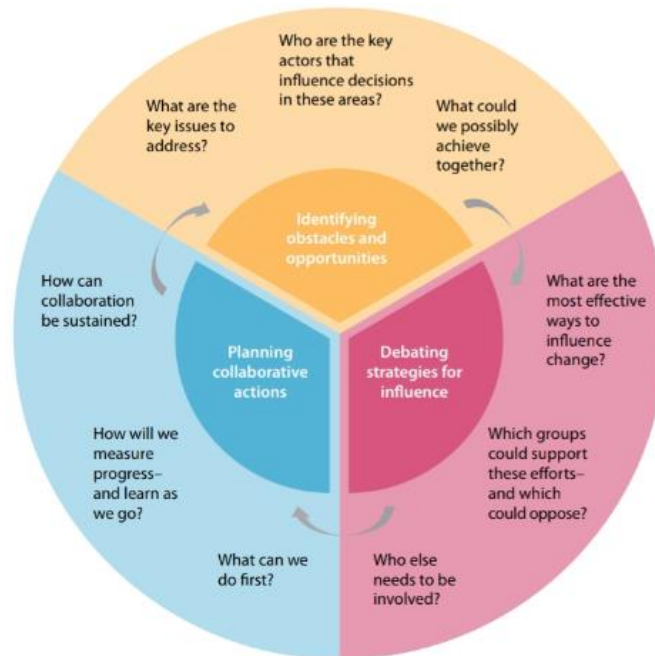 Who are the key
actors that
influence decisions
in these areas?
What are the
key issues to
address?
What could
we possibly
achieve
together?
Identifying
obstacles and
opportunities
How can
collaboration
be sustained?
What are the
most effective
ways to
influence
change?
Planning
collaborative
actions
Debating
strategies for
influence
How will we
measure
progress–
and learn as
we go?
Which groups
could support
these efforts–
and which
could oppose?
What can we
do first?
Who else
needs to be
involved?